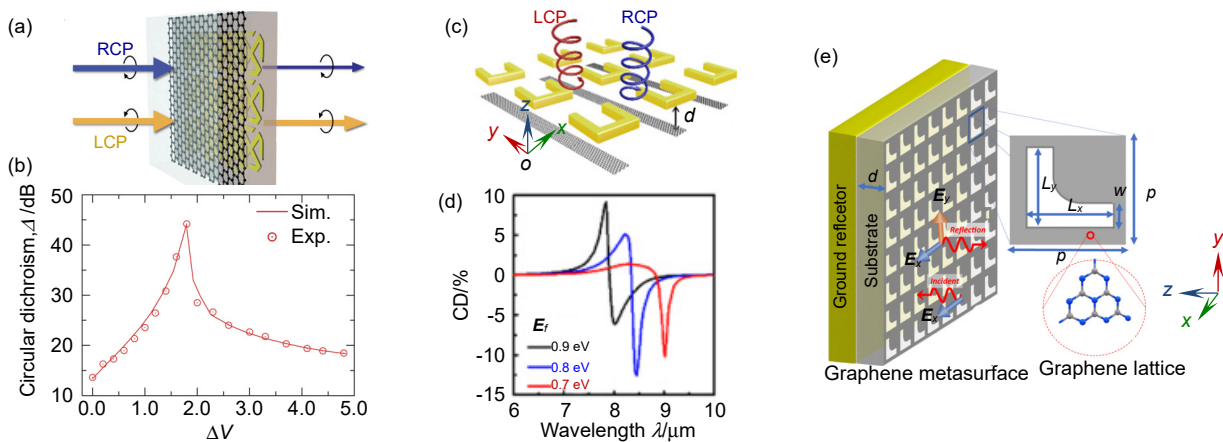 (a)
RCP
LCP
(b)
Circular dichroism,Δ /dB
50
40
30
20
10
Sim.
Exp.
0.0
1.0
2.0
3.0
4.0
5.0
ΔV
(c)
LCP
RCP
z
y
x
o
d
(d)
CD/%
10
5
0
-5
-10
-15
E_f
0.9 eV
0.8 eV
0.7 eV
6
7
8
9
10
Wavelength λ/μm
(e)
Ground reflcetor
Substrate
d
E_y
Reflection
E_x
Incident
E_x
L_y
L_x
w
p
p
y
z
x
Graphene metasurface
Graphene lattice